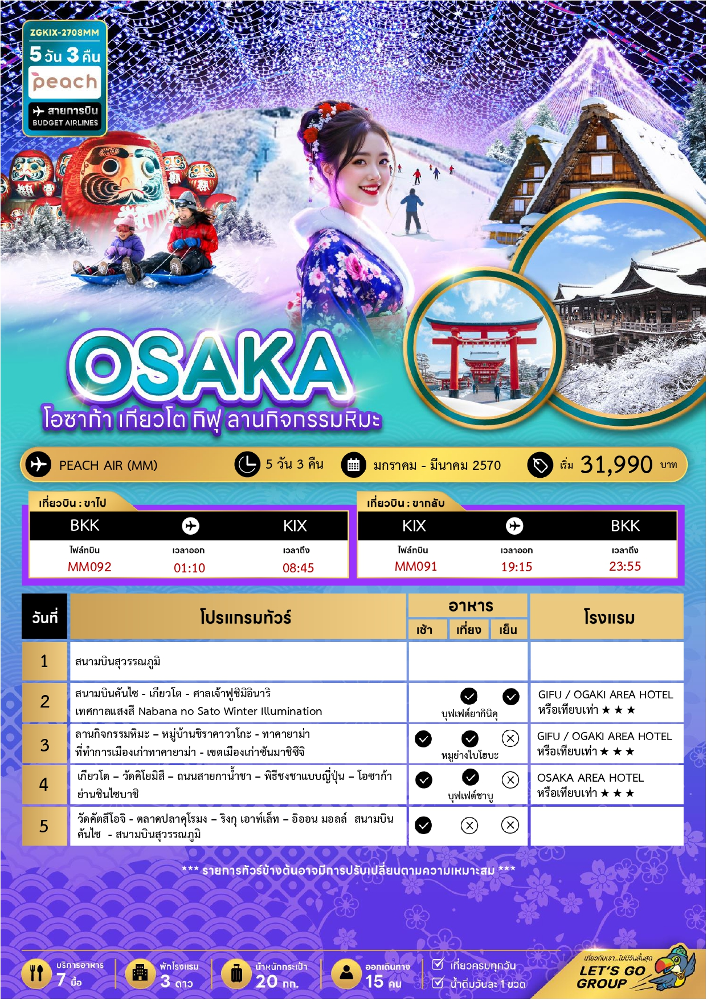 ZGKIX-2708MM
5 วัน 3 คืน
peach
สายการบิน
BUDGET AIRLINES
OSAKA
โอซาก้า เกียวโต กิฟุ ลานกิจกรรมหิมะ
PEACH AIR (MM) 5 วัน 3 คืน มกราคม - มีนาคม 2570 เริ่ม 31,990 บาท
เที่ยวบิน : ขาไป
BKK KIX
ไฟล์ทบิน เวลาออก เวลาถึง
MM092 01:10 08:45
เที่ยวบิน : ขากลับ
KIX BKK
ไฟล์ทบิน เวลาออก เวลาถึง
MM091 19:15 23:55
วันที่ โปรแกรมทัวร์ อาหาร โรงแรม
เช้า เที่ยง เย็น
1 สนามบินสุวรรณภูมิ
2 สนามบินคันไซ - เกียวโต - ศาลเจ้าฟูชิมิอินาริ
เทศกาลแสงสี Nabana no Sato Winter Illumination
บุฟเฟต์ยากินิคุ
GIFU / OGAKI AREA HOTEL
หรือเทียบเท่า ★ ★ ★
3 ลานกิจกรรมหิมะ – หมู่บ้านชิราคาวาโกะ - ทาคายาม่า
ที่ทำการเมืองเก่าทาคายาม่า - เขตเมืองเก่าซันมาชิซึจิ
หมูย่างใบโฮบะ
GIFU / OGAKI AREA HOTEL
หรือเทียบเท่า ★ ★ ★
4 เกียวโต – วัดคิโยมิสึ – ถนนสายกาน้ำชา – พิธีชงชาแบบญี่ปุ่น – โอซาก้า
ย่านชินไซบาชิ
บุฟเฟต์ชาบู
OSAKA AREA HOTEL
หรือเทียบเท่า ★ ★ ★
5 วัดคัตสึโอจิ - ตลาดปลาคุโรมง – ริงกุ เอาท์เล็ท – อิออน มอลล์ สนามบิน
คันไซ - สนามบินสุวรรณภูมิ
*** รายการทัวร์ข้างต้นอาจมีการปรับเปลี่ยนตามความเหมาะสม ***
บริการอาหาร
7 มื้อ
พักโรงแรม
3 ดาว
น้ำหนักกระเป๋า
20 กก.
ออกเดินทาง
15 คน
เที่ยวครบทุกวัน
น้ำดื่มวันละ 1 ขวด
เที่ยวกับเรา...ไม่มีวันสิ้นสุด
LET'S GO
GROUP